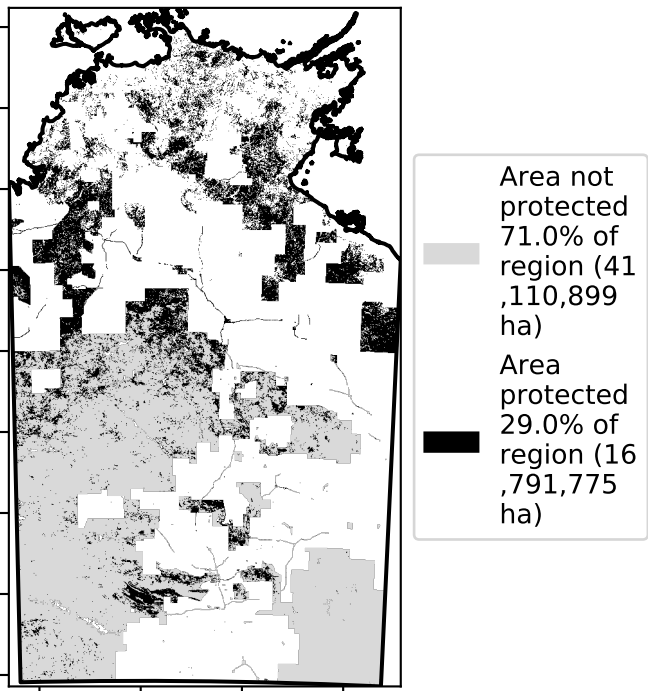 Area not
protected
71.0% of
region (41
,110,899
ha)
Area
protected
29.0% of
region (16
,791,775
ha)